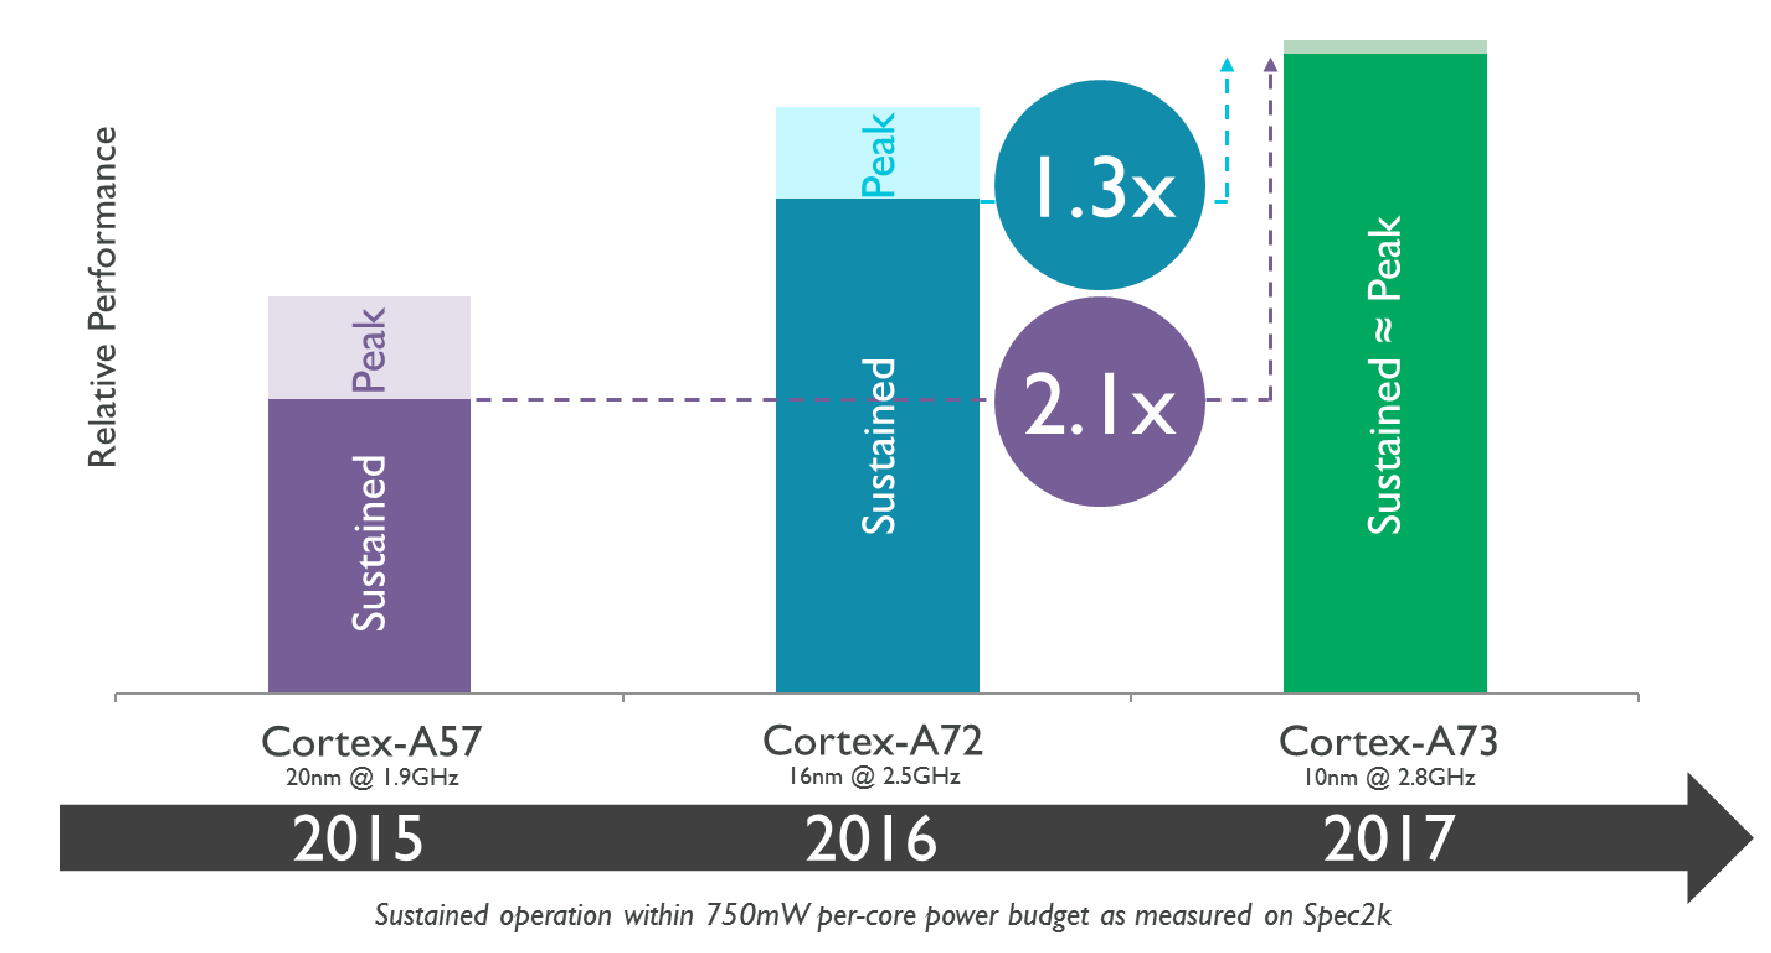 Relative Performance
Peak
Sustained
Peak
Sustained
1.3x
2.1x
Sustained ≈ Peak
Cortex-A57
20nm @ 1.9GHz
Cortex-A72
16nm @ 2.5GHz
Cortex-A73
10nm @ 2.8GHz
2015
2016
2017
Sustained operation within 750mW per-core power budget as measured on Spec2k